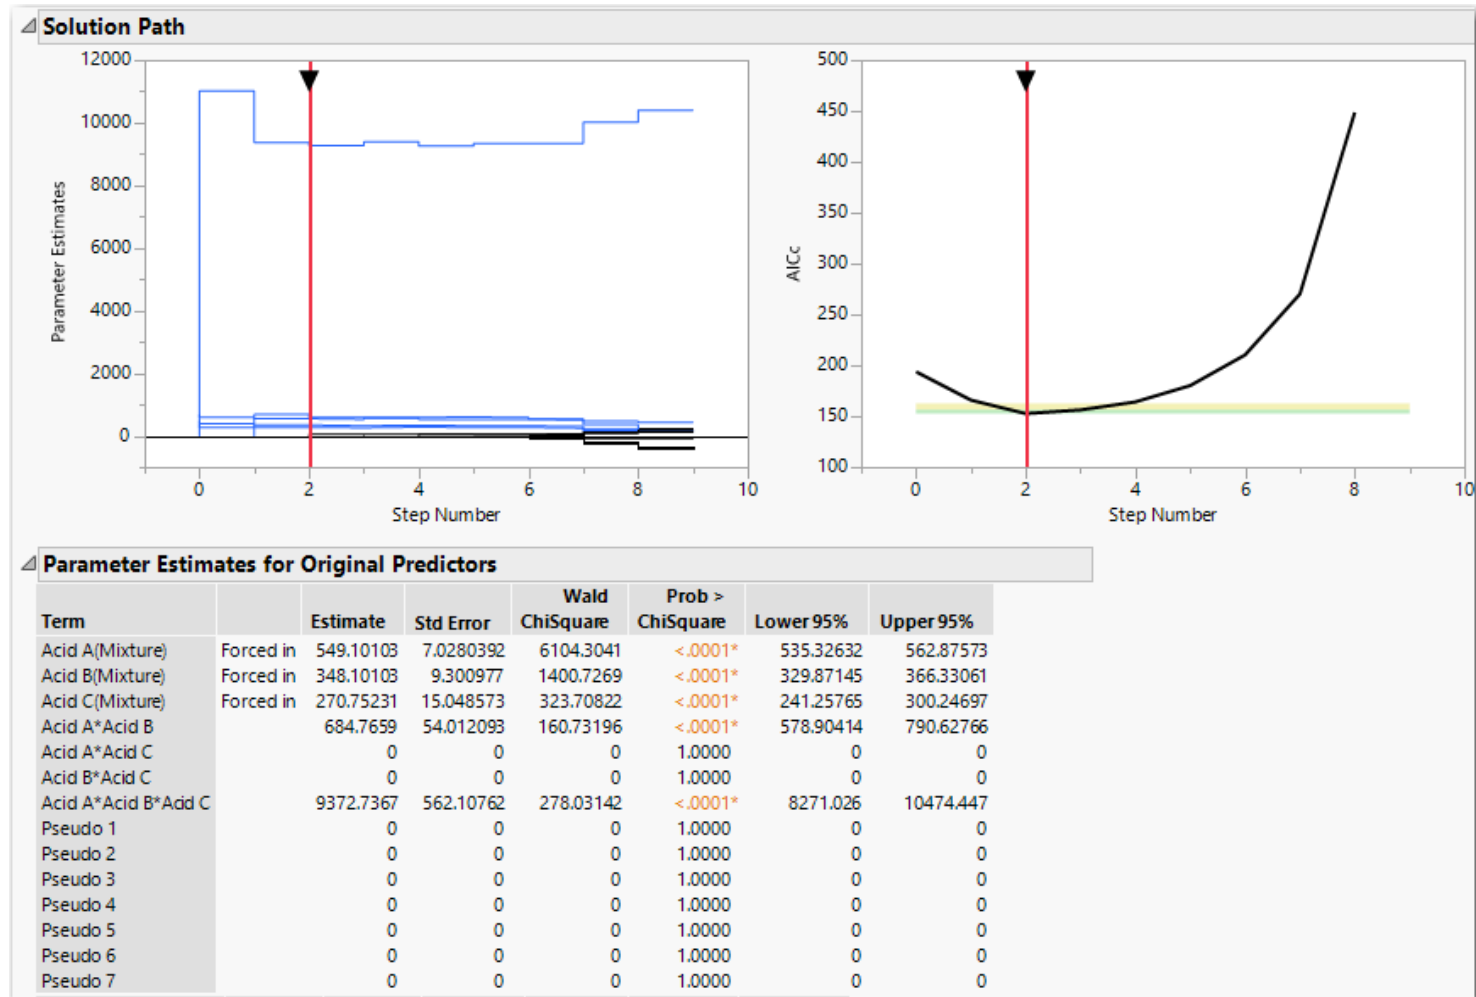 Solution Path
12000
10000
8000
6000
4000
2000
0
Parameter Estimates
0 2 4 6 8 10
Step Number
500
450
400
350
300
250
200
150
100
AICc
0 2 4 6 8 10
Step Number
Parameter Estimates for Original Predictors
Wald Prob >
Term Estimate Std Error ChiSquare ChiSquare Lower 95% Upper 95%
Acid A(Mixture) Forced in 549.10103 7.0280392 6104.3041 <.0001* 535.32632 562.87573
Acid B(Mixture) Forced in 348.10103 9.300977 1400.7269 <.0001* 329.87145 366.33061
Acid C(Mixture) Forced in 270.75231 15.048573 323.70822 <.0001* 241.25765 300.24697
Acid A*Acid B 684.7659 54.012093 160.73196 <.0001* 578.90414 790.62766
Acid A*Acid C 0 0 0 1.0000 0 0
Acid B*Acid C 0 0 0 1.0000 0 0
Acid A*Acid B*Acid C 9372.7367 562.10762 278.03142 <.0001* 8271.026 10474.447
Pseudo 1 0 0 0 1.0000 0 0
Pseudo 2 0 0 0 1.0000 0 0
Pseudo 3 0 0 0 1.0000 0 0
Pseudo 4 0 0 0 1.0000 0 0
Pseudo 5 0 0 0 1.0000 0 0
Pseudo 6 0 0 0 1.0000 0 0
Pseudo 7 0 0 0 1.0000 0 0